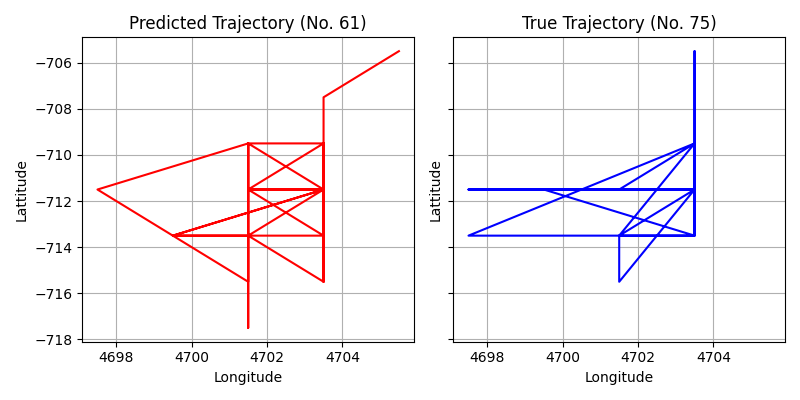 Predicted Trajectory (No. 61)
True Trajectory (No. 75)
−706
−708
−710
−712
−714
−716
−718
Lattitude
Lattitude
4698 4700 4702 4704
4698 4700 4702 4704
Longitude
Longitude